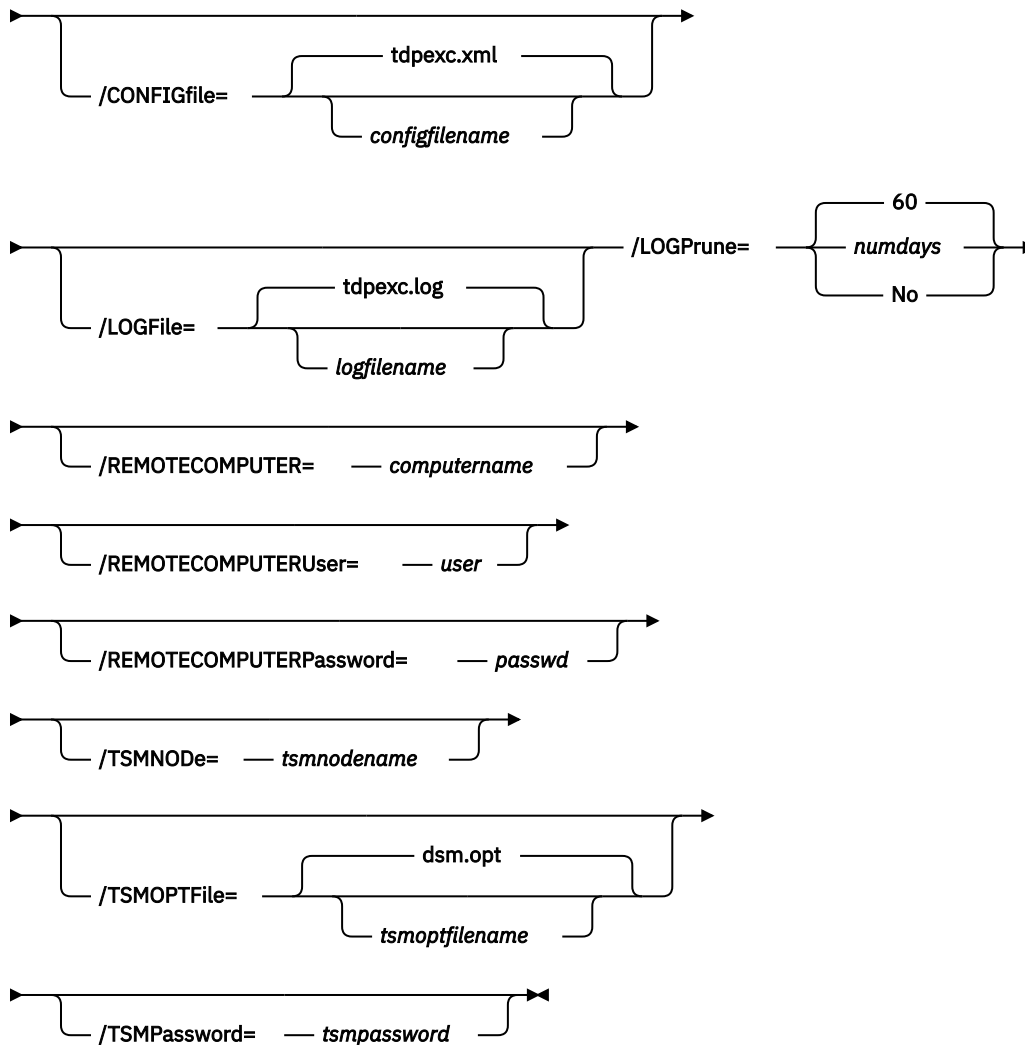 tdpexc.xml
/CONFIGfile=
configfilename
60
/LOGPrune= numdays
tdpexc.log
No
/LOGFile=
logfilename
/REMOTECOMPUTER= computername
/REMOTECOMPUTERUser= user
/REMOTECOMPUTERPassword= passwd
/TSMNODe= tsmnodename
dsm.opt
/TSMOPTFile=
tsmoptfilename
/TSMPassword= tsmpassword